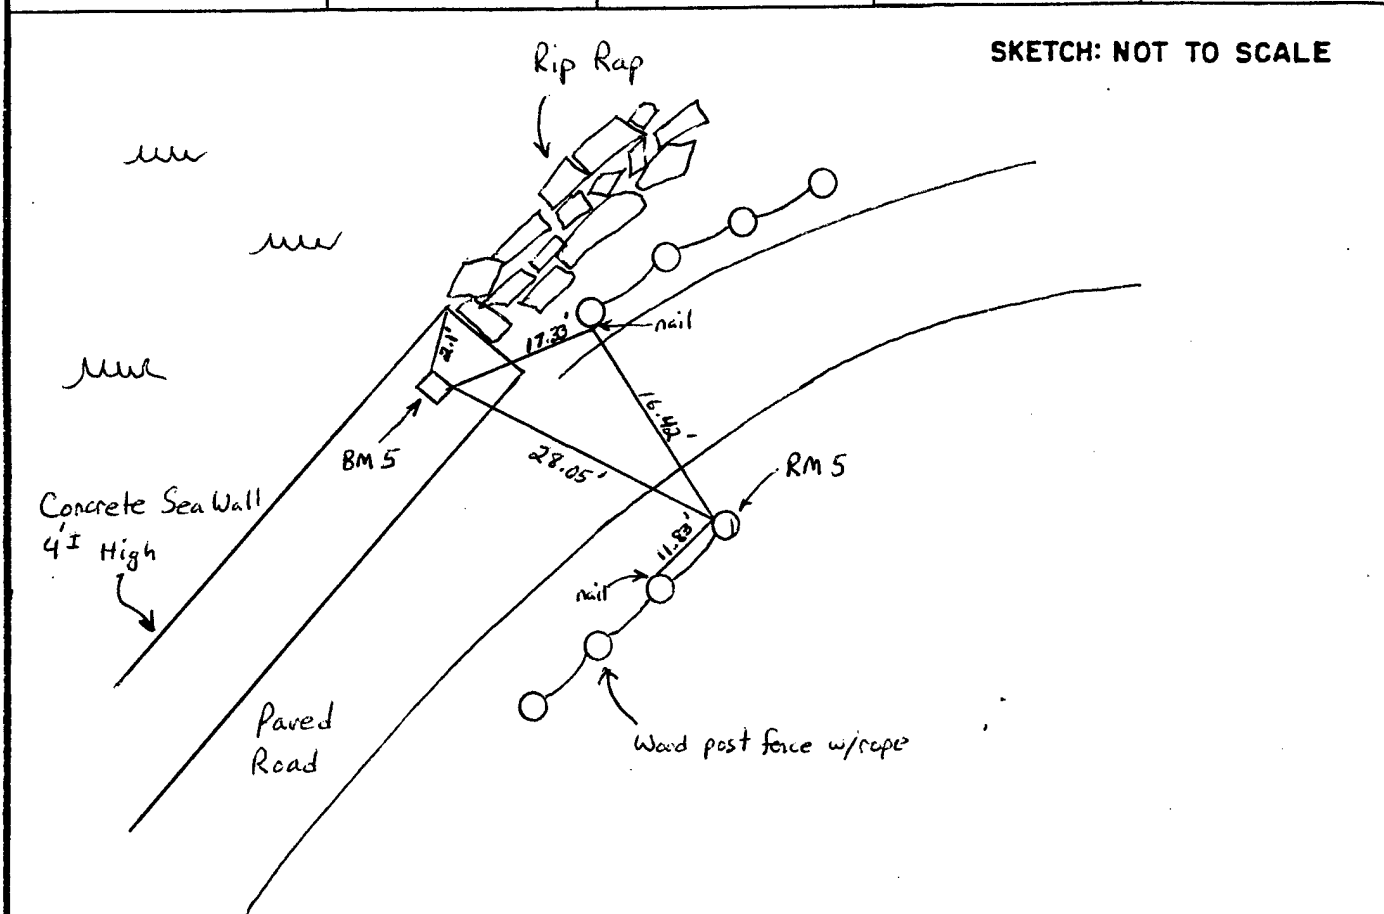 SKETCH: NOT TO SCALE
Rip Rap
nail
17.33'
2.1'
16.42'
BM 5
28.05'
RM 5
Concrete Sea Wall
4'± High
11.83'
nail
Paved
Road
Wood post fence w/rope